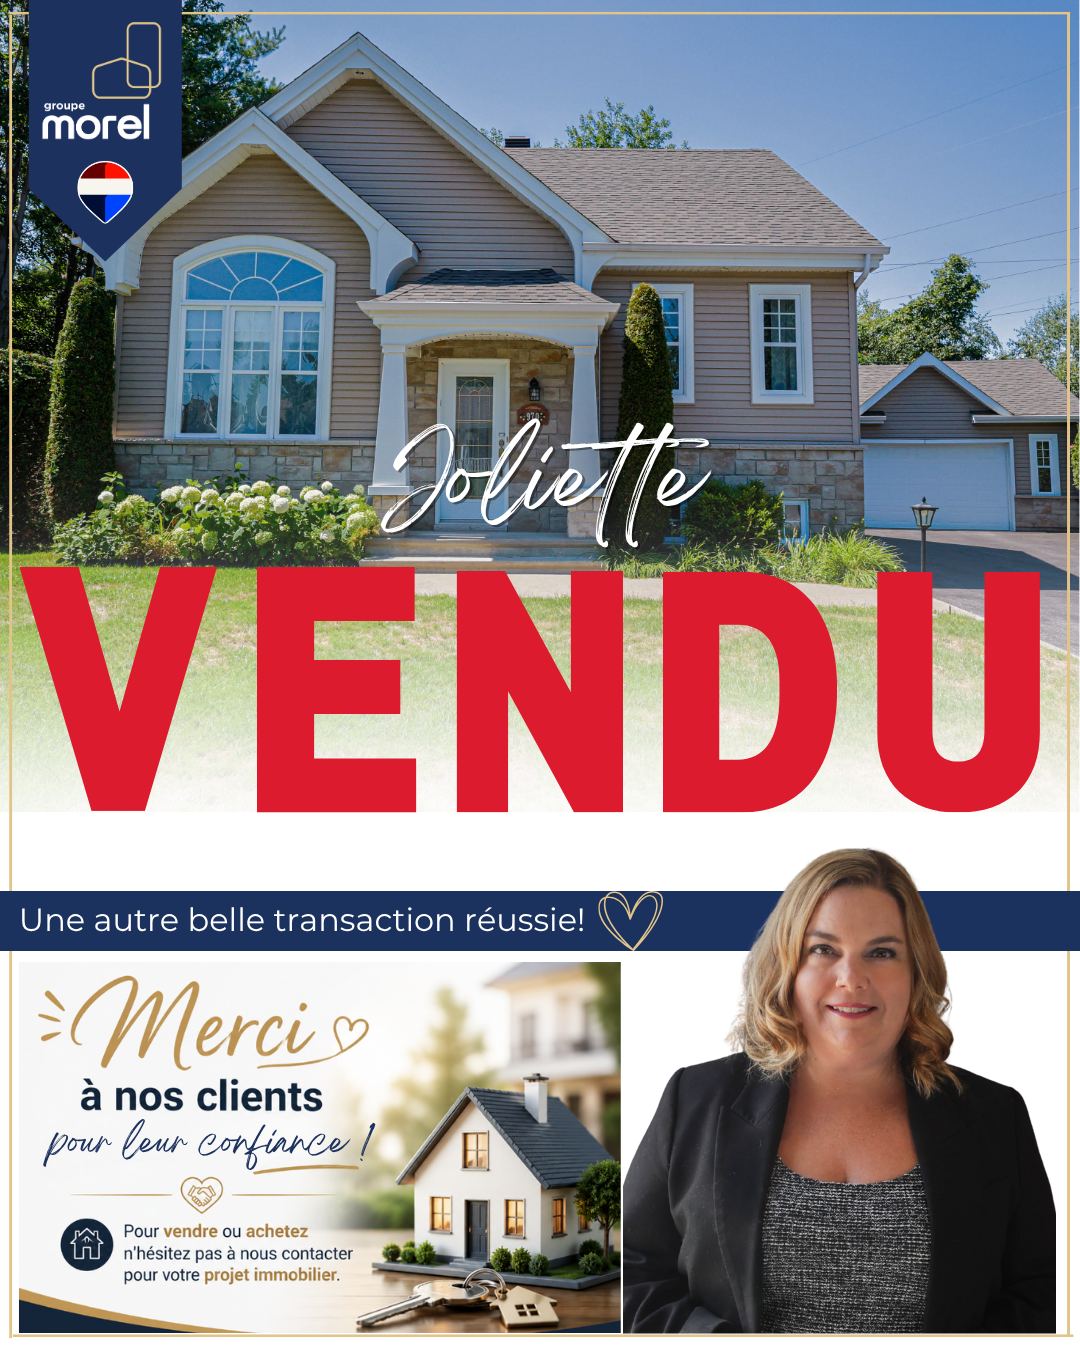 groupe
morel
970
Joliette
VENDU
Une autre belle transaction réussie!
Merci
à nos clients
pour leur confiance !
Pour vendre ou achetez
n'hésitez pas à nous contacter
pour votre projet immobilier.